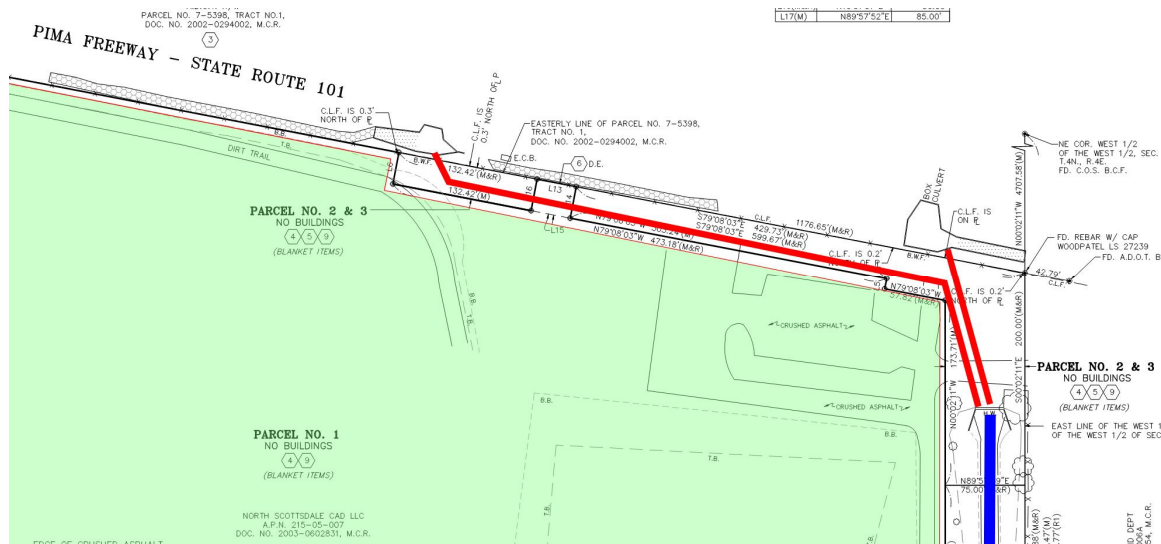 PARCEL NO. 7-5398, TRACT NO.1,
DOC. NO. 2002-0294002, M.C.R.
3
L17(M) N89°57'52"E 85.00'
PIMA FREEWAY - STATE ROUTE 101
C.L.F. IS 0.3'
NORTH OF ℞
C.L.F. IS
0.3' NORTH OF
EASTERLY LINE OF PARCEL NO. 7-5398,
TRACT NO. 1,
DOC. NO. 2002-0294002, M.C.R.
E.C.B.
6 D.E.
B.B.
T.B.
DIRT TRAIL
B.W.F.
132.42'(M&R)
132.42'(M)
L13
L15
PARCEL NO. 2 & 3
NO BUILDINGS
4 5 9
(BLANKET ITEMS)
S79°08'03"E 429.73'(M&R)
S79°08'03"E 599.67'(M&R)
C.L.F. 1176.65'(M&R)
N79°08'03"W 473.18'(M&R)
C.L.F. IS 0.2'
B.W.F.
BOX
CULVERT
C.L.F. IS
ON
N00°02'11"W 4707.58'(M)
NE COR. WEST 1/2
OF THE WEST 1/2, SEC.
T.4N., R.4E.
FD. C.O.S. B.C.F.
FD. REBAR W/ CAP
WOODPATEL LS 27239
FD. A.D.O.T. B
42.79'
C.L.F.
C.L.F. IS 0.2'
NORTH OF
N79°08'03"W
57.82'(M&R)
200.00'(M&R)
S00°02'11"E
173.71'(M)
N00°02'11"W
CRUSHED ASPHALT
CRUSHED ASPHALT
PARCEL NO. 2 & 3
NO BUILDINGS
4 5 9
(BLANKET ITEMS)
H.W.
EAST LINE OF THE WEST 1
OF THE WEST 1/2 OF SEC
B.B.
T.B.
B.B.
B.B.
T.B.
PARCEL NO. 1
NO BUILDINGS
4 9
(BLANKET ITEMS)
75.00'(M&R)
NORTH SCOTTSDALE CAD LLC
A.P.N. 215-05-007
DOC. NO. 2003-0602831, M.C.R.
T.B.
T.B.
EDGE OF CRUSHED ASPHALT